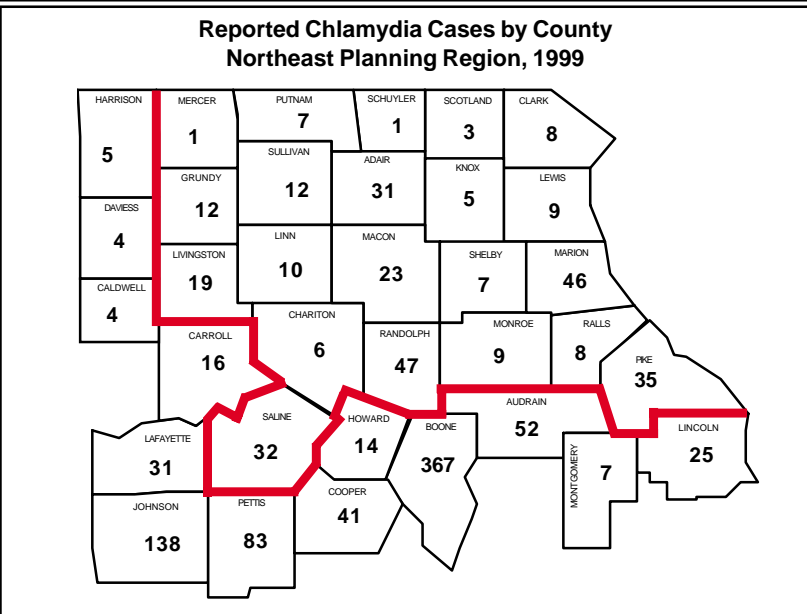 Reported Chlamydia Cases by County
Northeast Planning Region, 1999
HARRISON
5
MERCER
1
PUTNAM
7
SCHUYLER
1
SCOTLAND
3
CLARK
8
SULLIVAN
12
ADAIR
31
GRUNDY
12
KNOX
5
LEWIS
9
DAVIESS
4
LINN
10
MACON
23
LIVINGSTON
19
SHELBY
7
MARION
46
CALDWELL
4
CHARITON
6
CARROLL
16
RANDOLPH
47
MONROE
9
RALLS
8
PIKE
35
SALINE
32
HOWARD
14
BOONE
367
AUDRAIN
52
LINCOLN
25
LAFAYETTE
31
MONTGOMERY
7
COOPER
41
JOHNSON
138
PETTIS
83